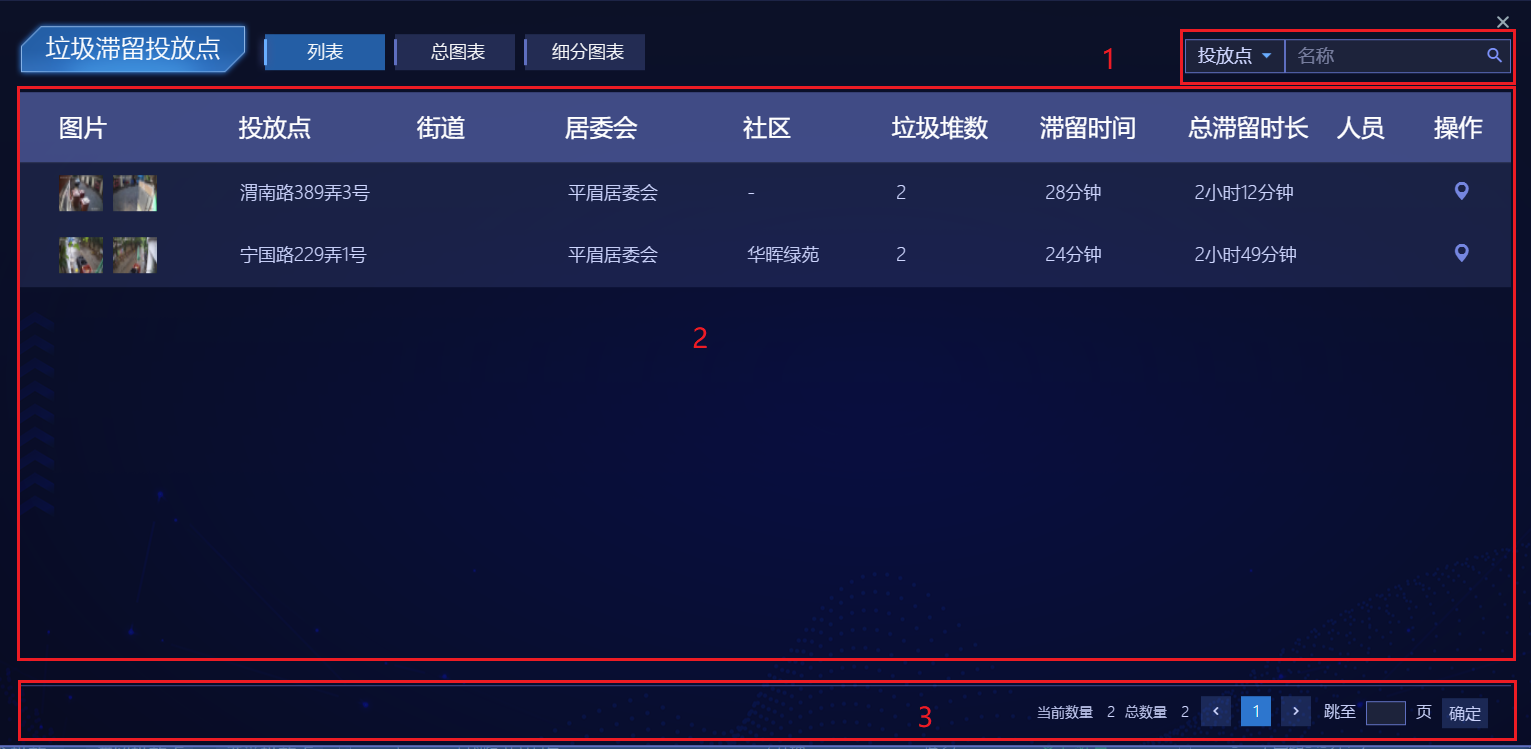 垃圾滞留投放点 列表 总图表 细分图表
1 投放点 名称
图片 投放点 街道 居委会 社区 垃圾堆数 滞留时间 总滞留时长 人员 操作
渭南路389弄3号 平眉居委会 - 2 28分钟 2小时12分钟
宁国路229弄1号 平眉居委会 华晖绿苑 2 24分钟 2小时49分钟
2
3 当前数量 2 总数量 2 1 跳至 页 确定